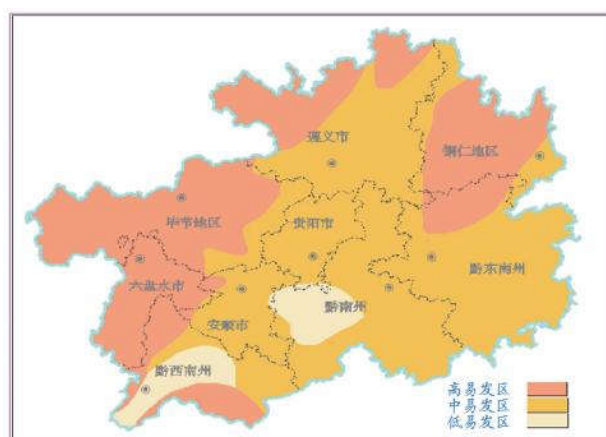 遵义市
铜仁地区
毕节地区
贵阳市
黔东南州
六盘水市
黔南州
安顺市
黔西南州
高易发区
中易发区
低易发区